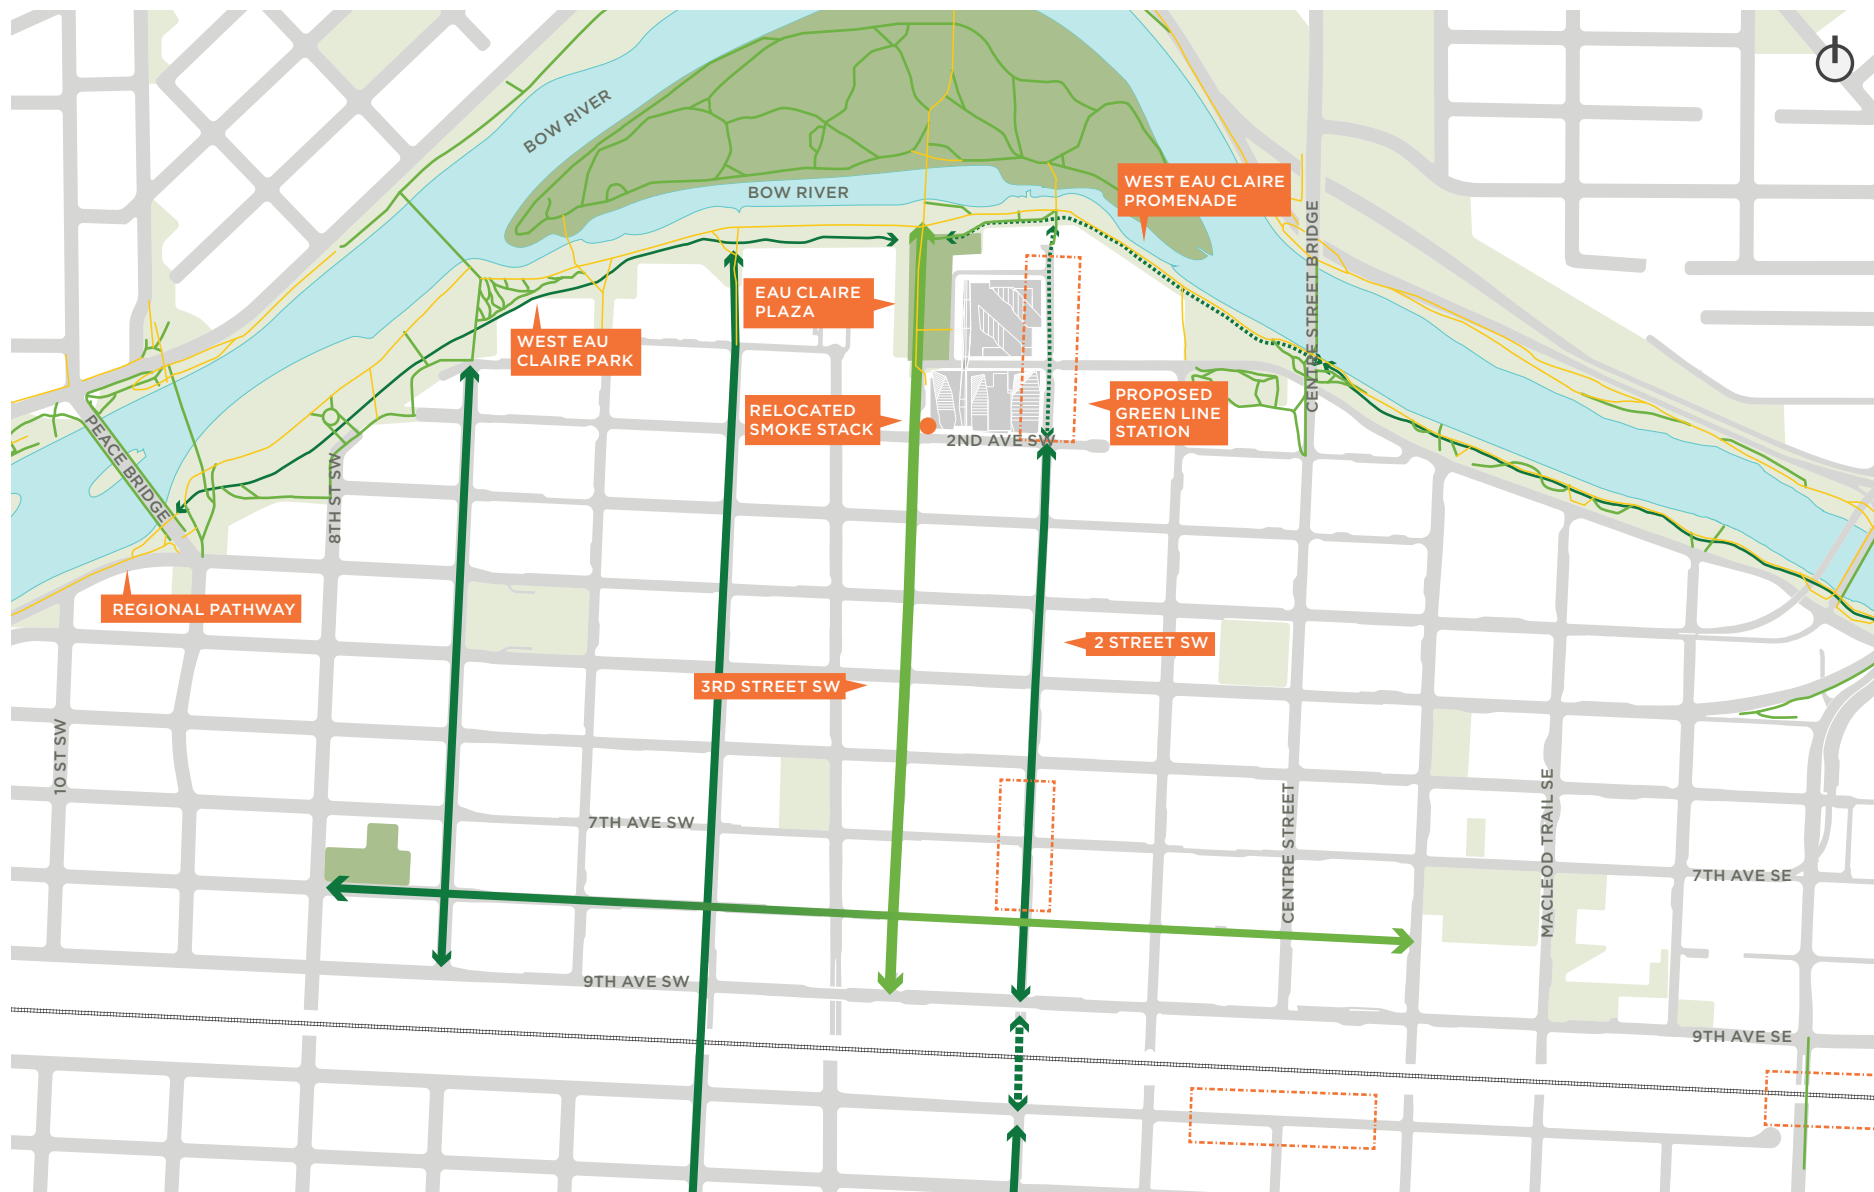 BOW RIVER
BOW RIVER
WEST EAU CLAIRE
PROMENADE
CENTRE STREET BRIDGE
EAU CLAIRE
PLAZA
WEST EAU
CLAIRE PARK
RELOCATED
SMOKE STACK
PROPOSED
GREEN LINE
STATION
2ND AVE SW
PEACE BRIDGE
8TH ST SW
REGIONAL PATHWAY
2 STREET SW
3RD STREET SW
10 ST SW
7TH AVE SW
CENTRE STREET
MACLEOD TRAIL SE
7TH AVE SE
9TH AVE SW
9TH AVE SE